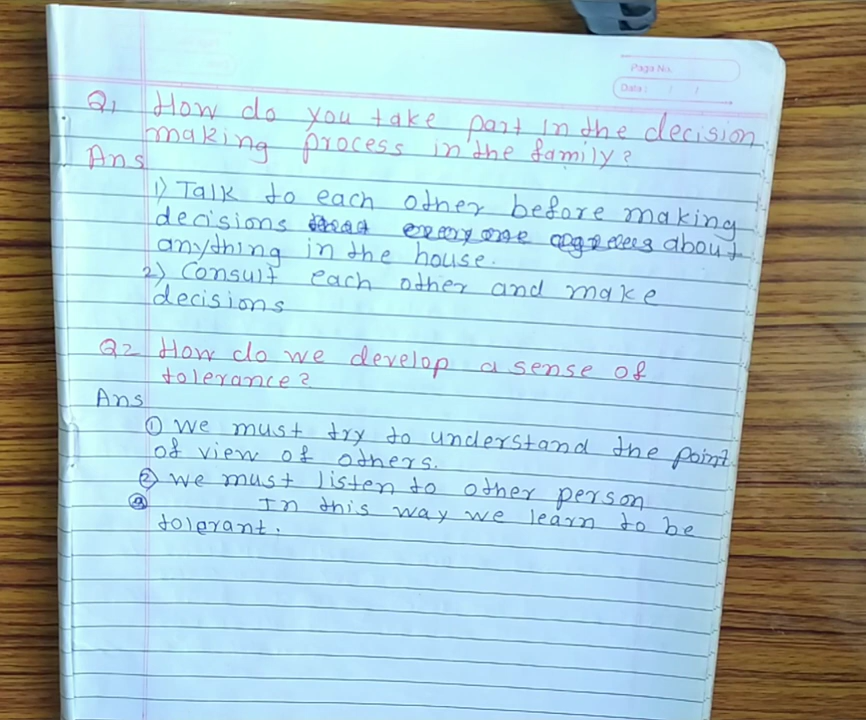 Page No.
Date: / /
Q1 How do you take part in the decision
making process in the family?
Ans
1) Talk to each other before making
decisions about
anything in the house.
2) Consult each other and make
decisions
Q2 How do we develop a sense of
tolerance?
Ans
① we must try to understand the point
of view of others.
② we must listen to other person
In this way we learn to be
tolerant.